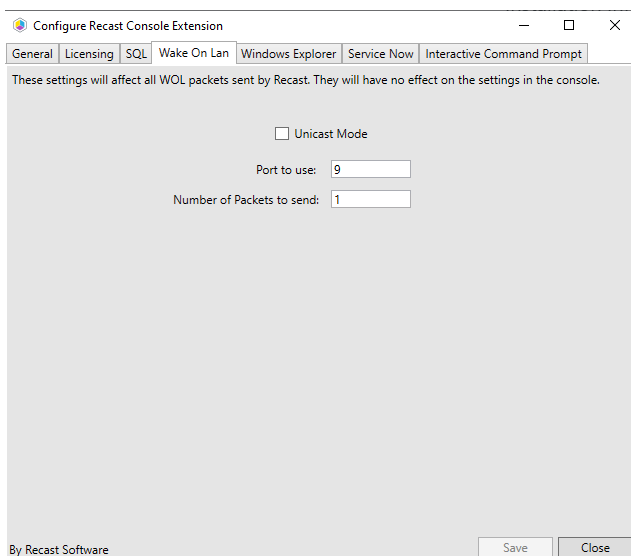 Configure Recast Console Extension
General Licensing SQL Wake On Lan Windows Explorer Service Now Interactive Command Prompt
These settings will affect all WOL packets sent by Recast. They will have no effect on the settings in the console.
Unicast Mode
Port to use: 9
Number of Packets to send: 1
By Recast Software Save Close